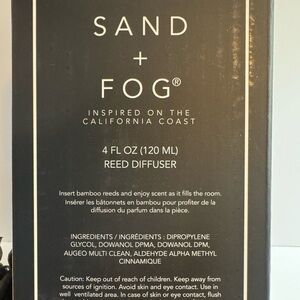 SAND
+
FOG®
INSPIRED ON THE
CALIFORNIA COAST
4 FL OZ (120 ML)
REED DIFFUSER
Insert bamboo reeds and enjoy scent as it fills the room.
Insérer les bâtonnets en bambou pour profiter de la
diffusion du parfum dans la pièce.
INGREDIENTS / INGRÉDIENTS : DIPROPYLENE
GLYCOL, DOWANOL DPMA, DOWANOL DPM,
AUGEO MULTI CLEAN, ALDEHYDE ALPHA METHYL
CINNAMIQUE
Caution: Keep out of reach of children. Keep away from
sources of ignition. Avoid skin and eye contact. Use in
well ventilated area. In case of skin or eye contact, flush